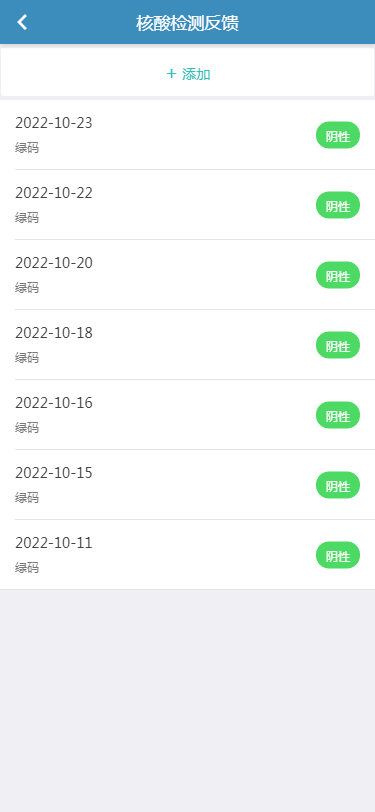 核酸检测反馈
+ 添加
2022-10-23
阴性
绿码
2022-10-22
阴性
绿码
2022-10-20
阴性
绿码
2022-10-18
阴性
绿码
2022-10-16
阴性
绿码
2022-10-15
阴性
绿码
2022-10-11
阴性
绿码